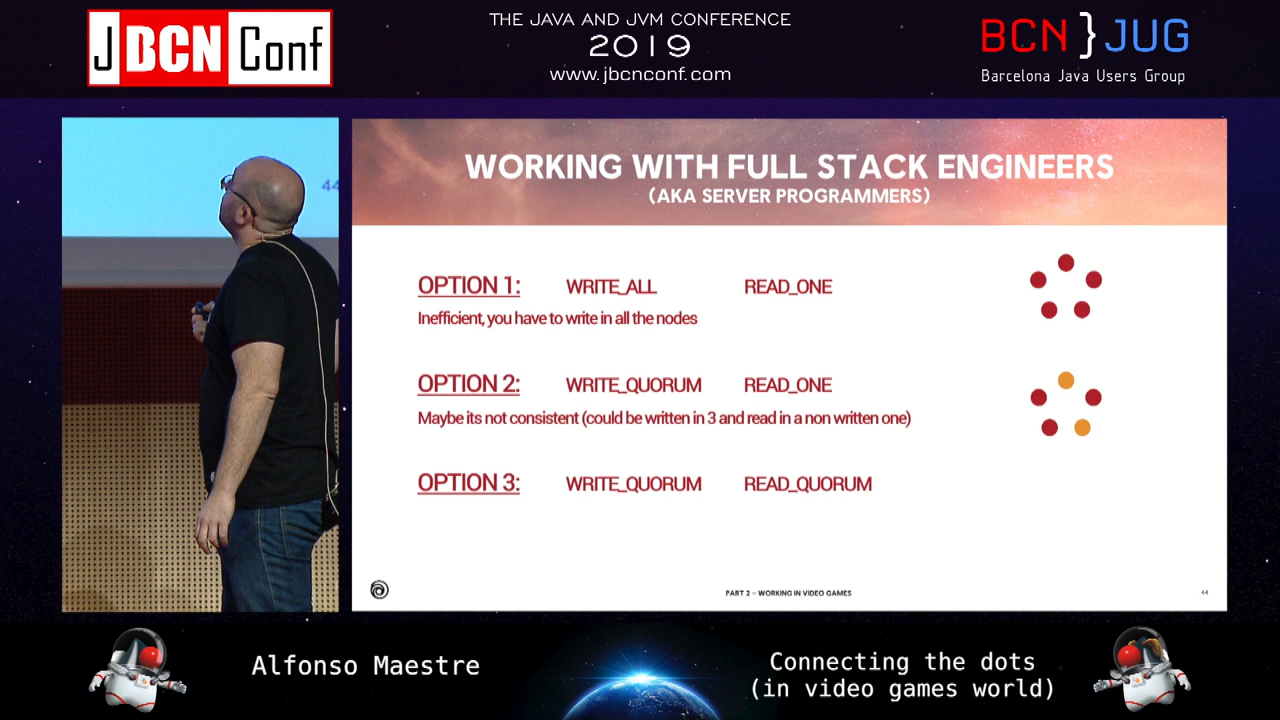 J BCN Conf
THE JAVA AND JVM CONFERENCE
2019
www.jbcnconf.com
BCN } JUG
Barcelona Java Users Group
44
WORKING WITH FULL STACK ENGINEERS
(AKA SERVER PROGRAMMERS)
OPTION 1: WRITE_ALL READ_ONE
Inefficient, you have to write in all the nodes
OPTION 2: WRITE_QUORUM READ_ONE
Maybe its not consistent (could be written in 3 and read in a non written one)
OPTION 3: WRITE_QUORUM READ_QUORUM
PART 2 – WORKING IN VIDEO GAMES
44
Alfonso Maestre
Connecting the dots
(in video games world)